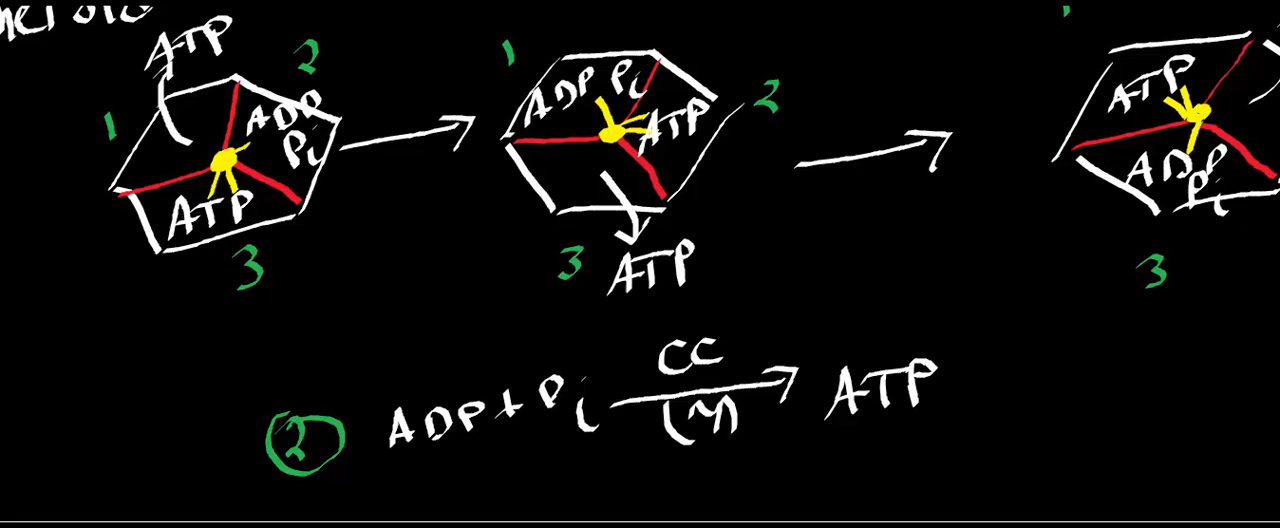 ATP
2
1
ADP
Pi
ATP
3
1
ADP Pi
2
ATP
3
ATP
ATP
ADP
Pi
3
CC
2 ADP + Pi → ATP
(γ)